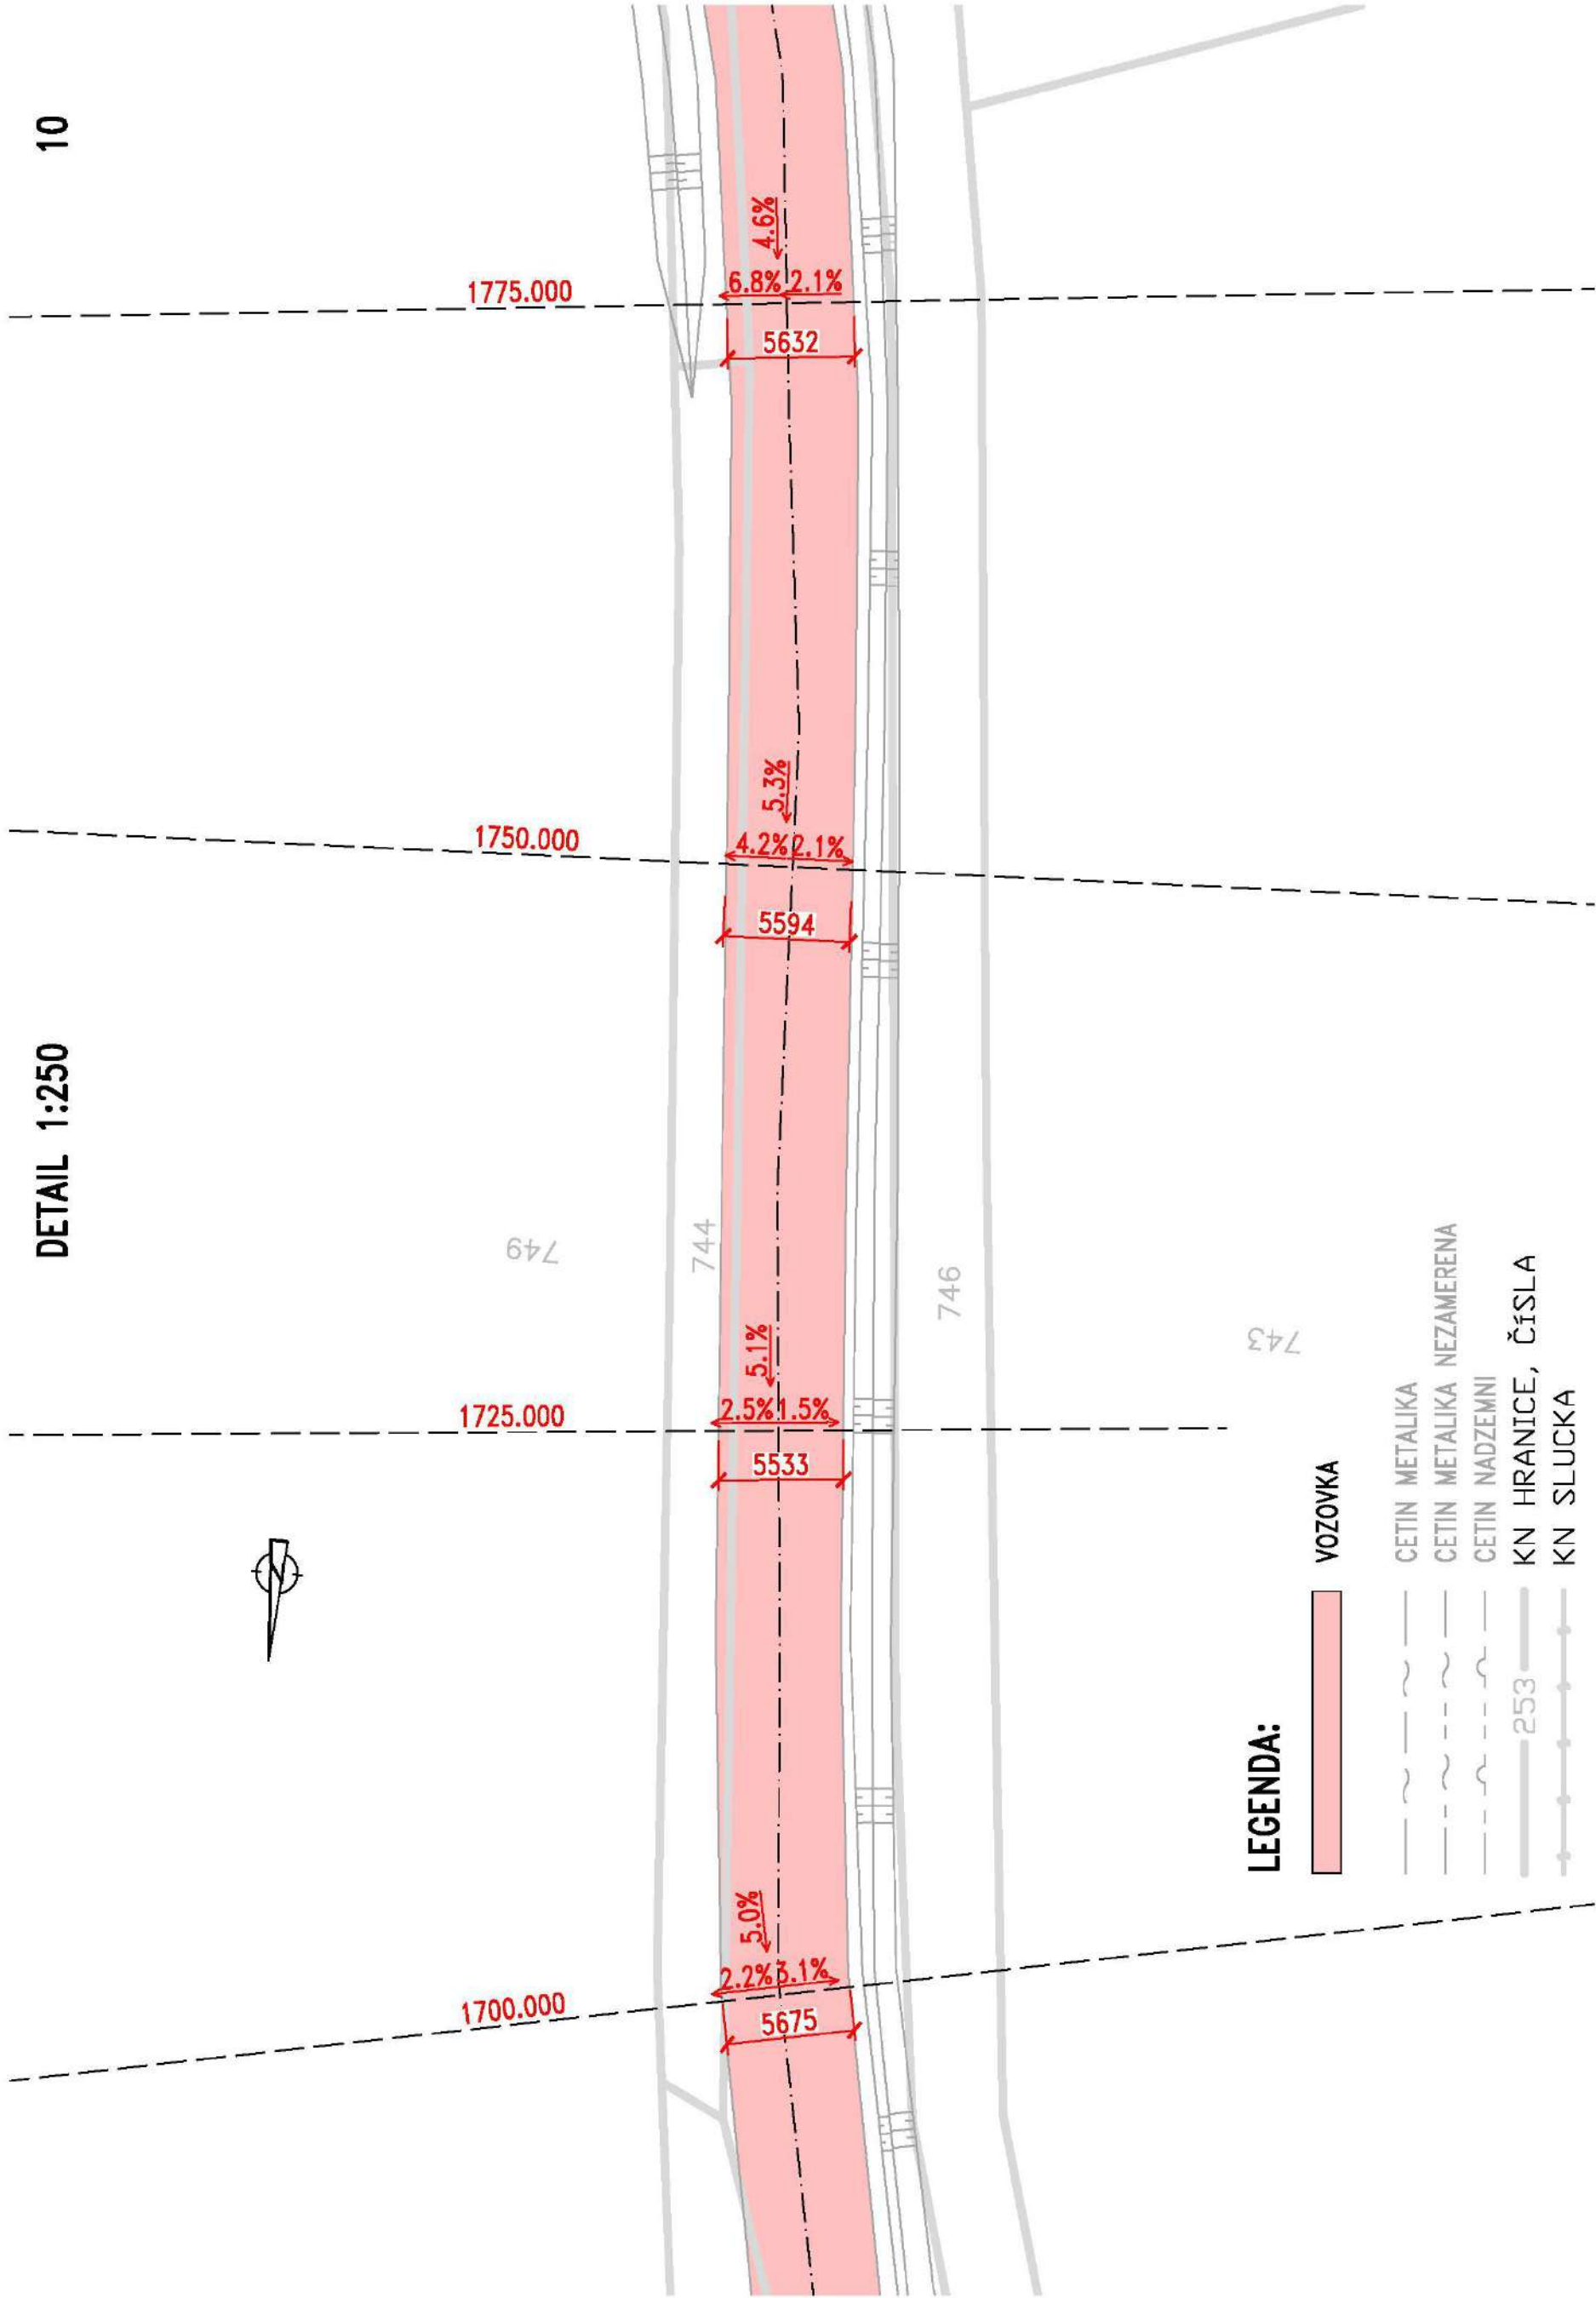 DETAIL 1:250
10
1700.000
1725.000
1750.000
1775.000
5.0%
2.2% 3.1%
5675
5.1%
2.5% 1.5%
5533
5.3%
4.2% 2.1%
5594
4.6%
6.8% 2.1%
5632
749
744
746
743
LEGENDA:
VOZOVKA
CETIN METALIKA
CETIN METALIKA NEZAMERENA
CETIN NADZEMNI
253 KN HRANICE, ČÍSLA
KN SLUCKA